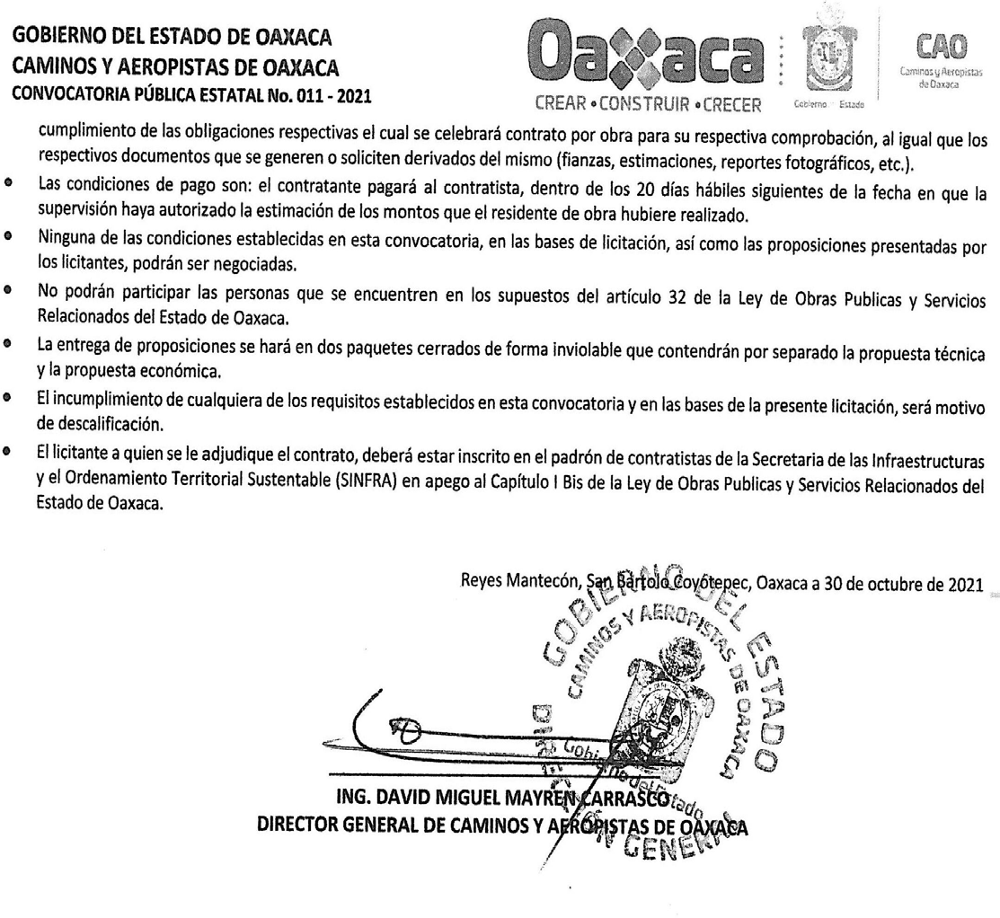 GOBIERNO DEL ESTADO DE OAXACA
CAMINOS Y AEROPISTAS DE OAXACA
CONVOCATORIA PÚBLICA ESTATAL No. 011 - 2021
Oaxaca
CREAR • CONSTRUIR • CRECER
Gobierno Estado
CAO
Caminos y Aeropistas
de Oaxaca
cumplimiento de las obligaciones respectivas el cual se celebrará contrato por obra para su respectiva comprobación, al igual que los
respectivos documentos que se generen o soliciten derivados del mismo (fianzas, estimaciones, reportes fotográficos, etc.).
• Las condiciones de pago son: el contratante pagará al contratista, dentro de los 20 días hábiles siguientes de la fecha en que la
supervisión haya autorizado la estimación de los montos que el residente de obra hubiere realizado.
• Ninguna de las condiciones establecidas en esta convocatoria, en las bases de licitación, así como las proposiciones presentadas por
los licitantes, podrán ser negociadas.
• No podrán participar las personas que se encuentren en los supuestos del artículo 32 de la Ley de Obras Publicas y Servicios
Relacionados del Estado de Oaxaca.
• La entrega de proposiciones se hará en dos paquetes cerrados de forma inviolable que contendrán por separado la propuesta técnica
y la propuesta económica.
• El incumplimiento de cualquiera de los requisitos establecidos en esta convocatoria y en las bases de la presente licitación, será motivo
de descalificación.
• El licitante a quien se le adjudique el contrato, deberá estar inscrito en el padrón de contratistas de la Secretaria de las Infraestructuras
y el Ordenamiento Territorial Sustentable (SINFRA) en apego al Capítulo I Bis de la Ley de Obras Publicas y Servicios Relacionados del
Estado de Oaxaca.
Reyes Mantecón, San Bartolo Coyotepec, Oaxaca a 30 de octubre de 2021
GOBIERNO DEL ESTADO
CAMINOS Y AEROPISTAS DE OAXACA
Gobierno del Estado
DIRECCIÓN GENERAL
ING. DAVID MIGUEL MAYREN CARRASCO
DIRECTOR GENERAL DE CAMINOS Y AEROPISTAS DE OAXACA